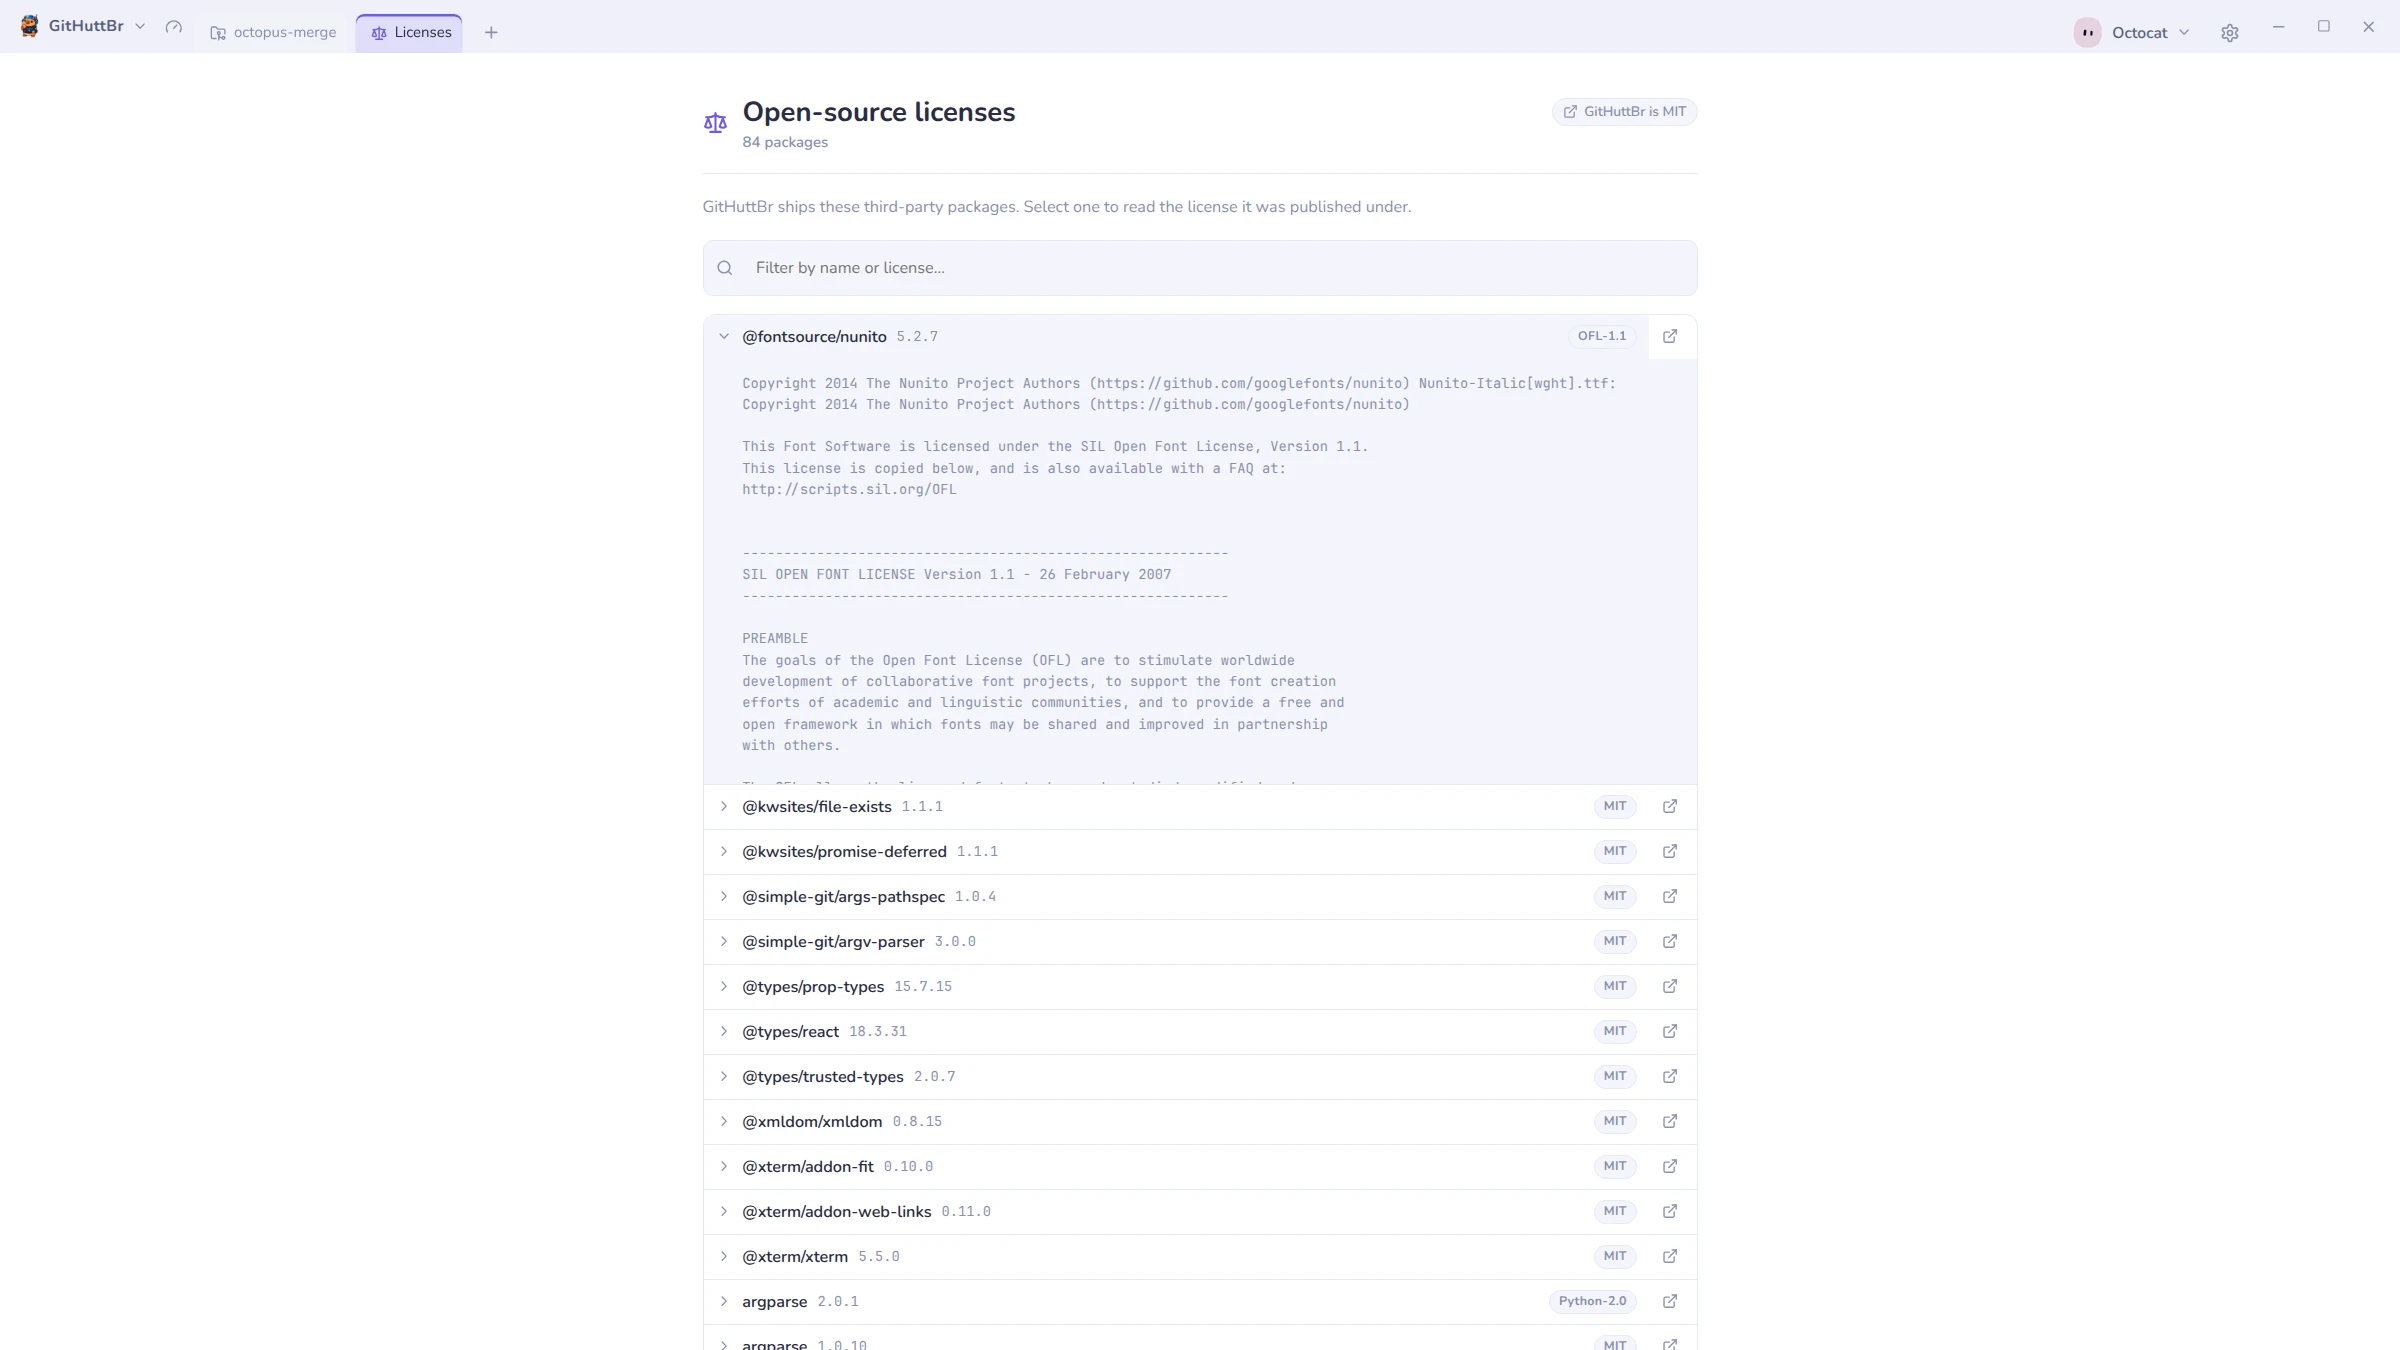 GitHuttBr
octopus-merge
Licenses
Octocat
Open-source licenses
84 packages
GitHuttBr is MIT
GitHuttBr ships these third-party packages. Select one to read the license it was published under.
Filter by name or license...
@fontsource/nunito 5.2.7 OFL-1.1
Copyright 2014 The Nunito Project Authors (https://github.com/googlefonts/nunito) Nunito-Italic[wght].ttf:
Copyright 2014 The Nunito Project Authors (https://github.com/googlefonts/nunito)
This Font Software is licensed under the SIL Open Font License, Version 1.1.
This license is copied below, and is also available with a FAQ at:
http://scripts.sil.org/OFL
-----------------------------------------------------------
SIL OPEN FONT LICENSE Version 1.1 - 26 February 2007
-----------------------------------------------------------
PREAMBLE
The goals of the Open Font License (OFL) are to stimulate worldwide
development of collaborative font projects, to support the font creation
efforts of academic and linguistic communities, and to provide a free and
open framework in which fonts may be shared and improved in partnership
with others.
@kwsites/file-exists 1.1.1 MIT
@kwsites/promise-deferred 1.1.1 MIT
@simple-git/args-pathspec 1.0.4 MIT
@simple-git/argv-parser 3.0.0 MIT
@types/prop-types 15.7.15 MIT
@types/react 18.3.31 MIT
@types/trusted-types 2.0.7 MIT
@xmldom/xmldom 0.8.15 MIT
@xterm/addon-fit 0.10.0 MIT
@xterm/addon-web-links 0.11.0 MIT
@xterm/xterm 5.5.0 MIT
argparse 2.0.1 Python-2.0
argparse 1.0.10 MIT